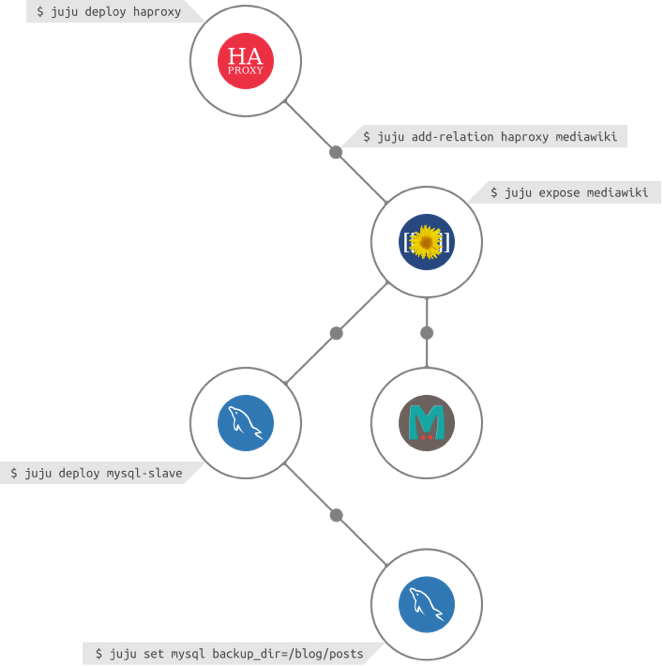 $ juju deploy haproxy
HA
PROXY
$ juju add-relation haproxy mediawiki
$ juju expose mediawiki
[[ ]]
M
$ juju deploy mysql-slave
$ juju set mysql backup_dir=/blog/posts